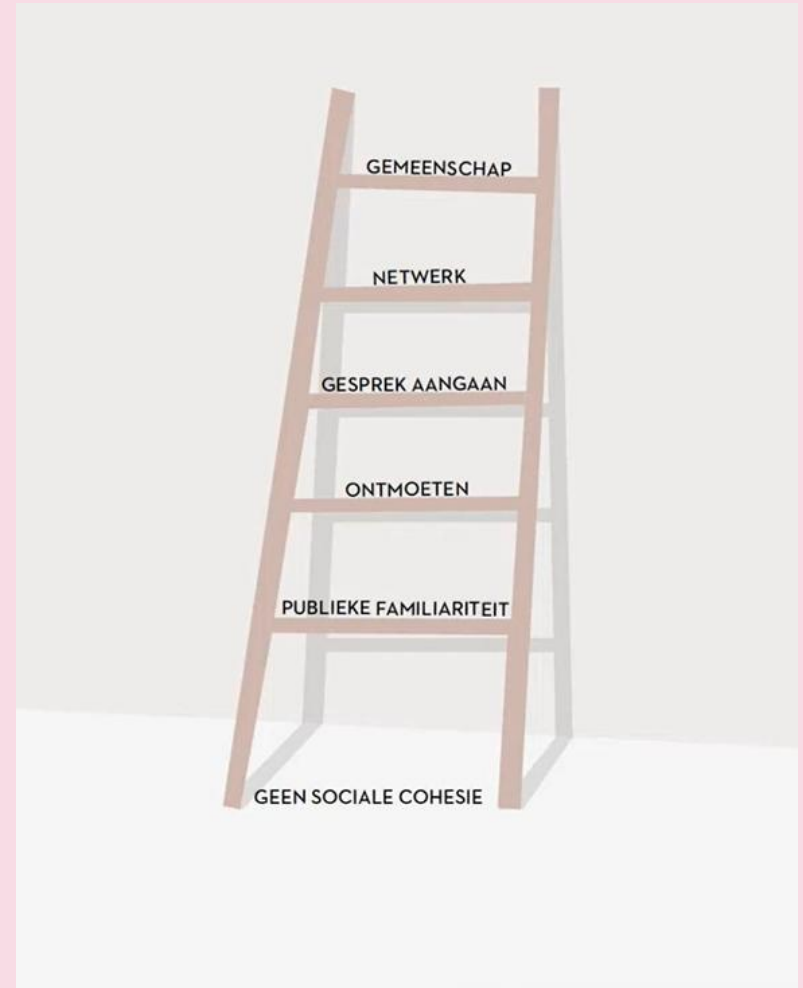 GEMEENSCHAP
NETWERK
GESPREK AANGAAN
ONTMOETEN
PUBLIEKE FAMILIARITEIT
GEEN SOCIALE COHESIE